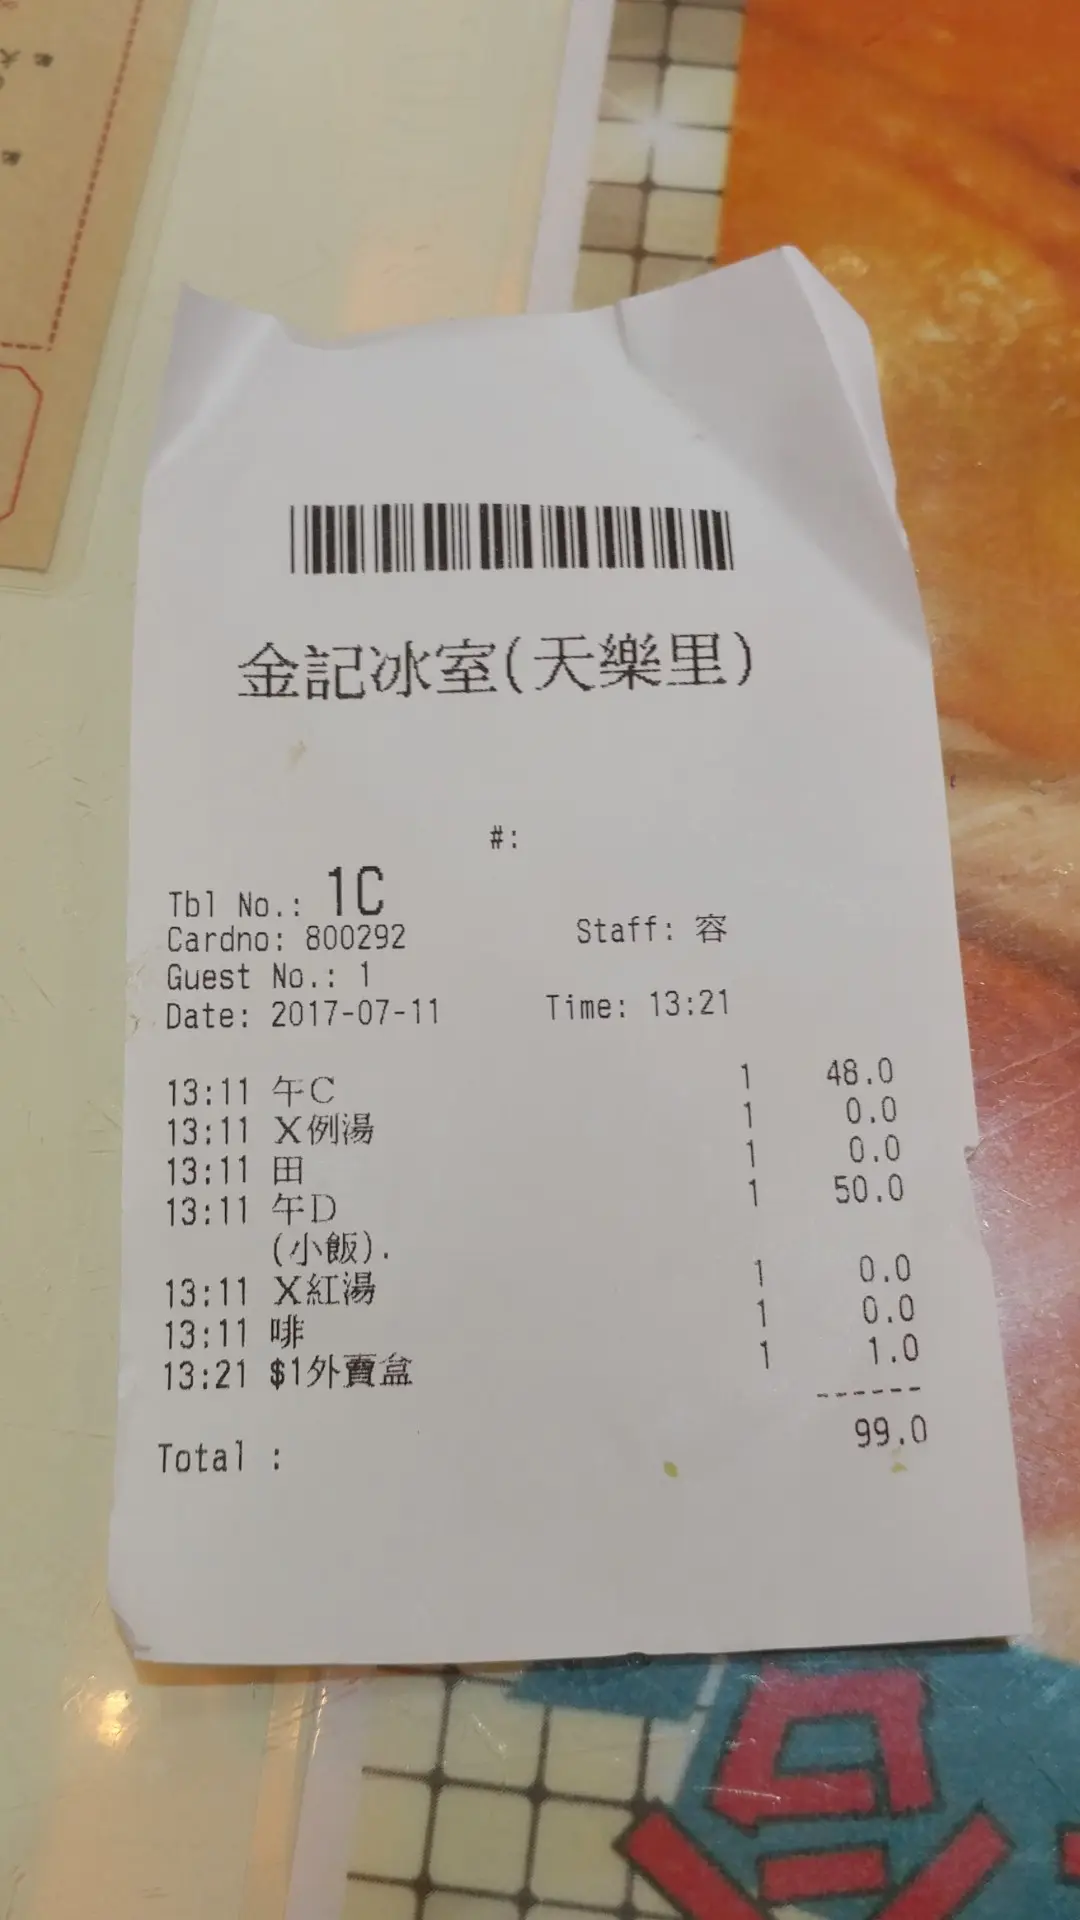 金記冰室(天樂里)
#:
Tbl No.: 1C
Cardno: 800292 Staff: 容
Guest No.: 1
Date: 2017-07-11 Time: 13:21
13:11 午C 1 48.0
13:11 X例湯 1 0.0
13:11 田 1 0.0
13:11 午D 1 50.0
(小飯).
13:11 X紅湯 1 0.0
13:11 啡 1 0.0
13:21 $1外賣盒 1 1.0
------
Total : 99.0